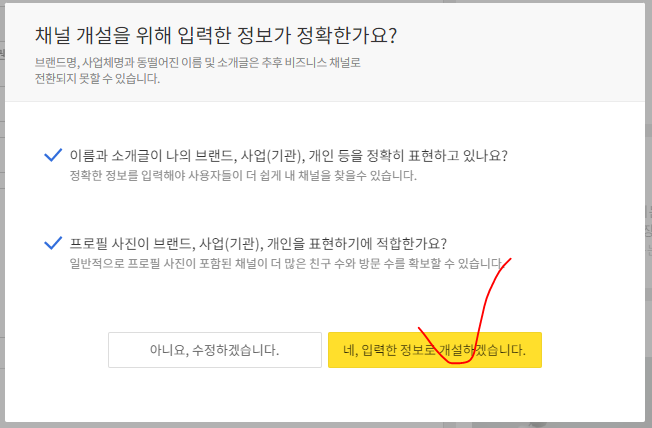 채널 개설을 위해 입력한 정보가 정확한가요?
브랜드명, 사업체명과 동떨어진 이름 및 소개글은 추후 비즈니스 채널로
전환되지 못할 수 있습니다.
이름과 소개글이 나의 브랜드, 사업(기관), 개인 등을 정확히 표현하고 있나요?
정확한 정보를 입력해야 사용자들이 더 쉽게 내 채널을 찾을수 있습니다.
프로필 사진이 브랜드, 사업(기관), 개인을 표현하기에 적합한가요?
일반적으로 프로필 사진이 포함된 채널이 더 많은 친구 수와 방문 수를 확보할 수 있습니다.
아니요, 수정하겠습니다.
네, 입력한 정보로 개설하겠습니다.